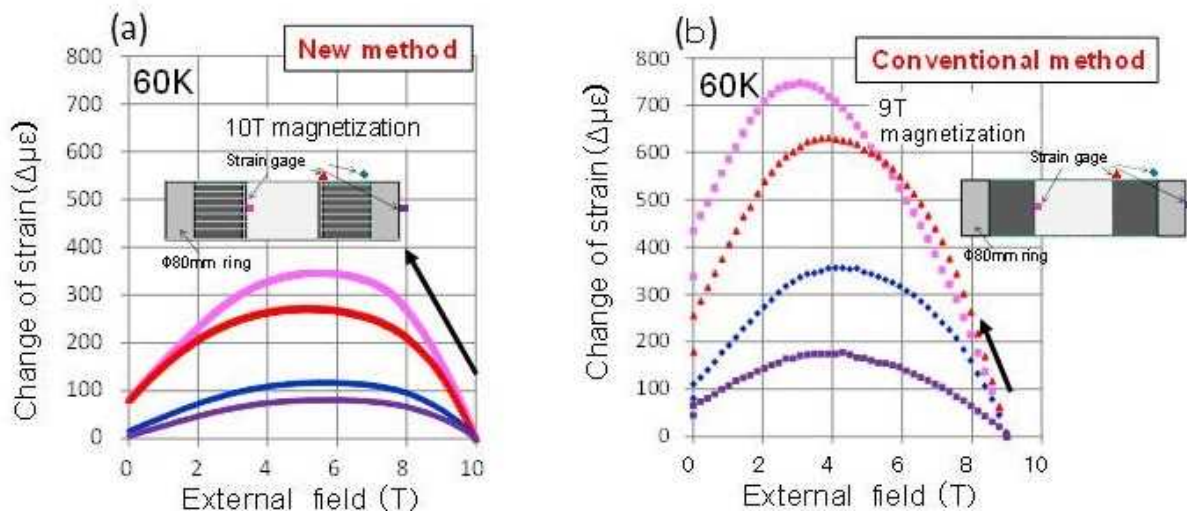 (a)
New method
800
700
600
500
400
300
200
100
0
60K
10T magnetization
Strain gage
Φ80mm ring
Change of strain(Δμε)
0 2 4 6 8 10
External field (T)
(b)
Conventional method
800
700
600
500
400
300
200
100
0
60K
9T
magnetization
Strain gage
Φ80mm ring
Change of strain(Δμε)
0 2 4 6 8 10
External field (T)